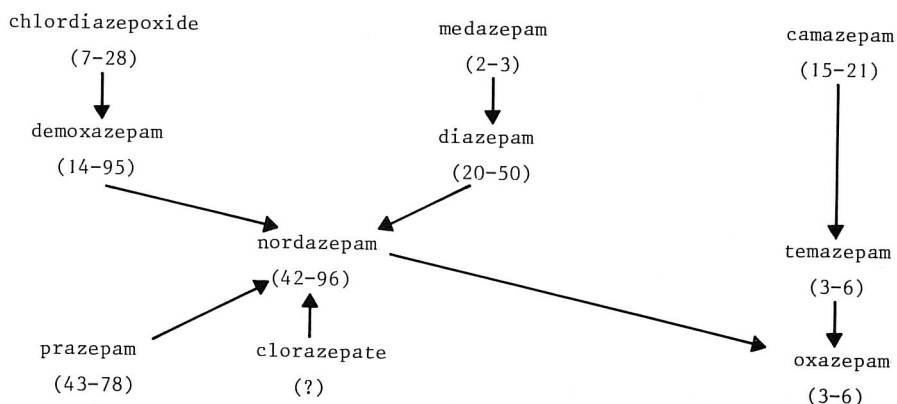 chlordiazepoxide
(7-28)
medazepam
(2-3)
camazepam
(15-21)
demoxazepam
(14-95)
diazepam
(20-50)
nordazepam
(42-96)
temazepam
(3-6)
prazepam
(43-78)
clorazepate
(?)
oxazepam
(3-6)